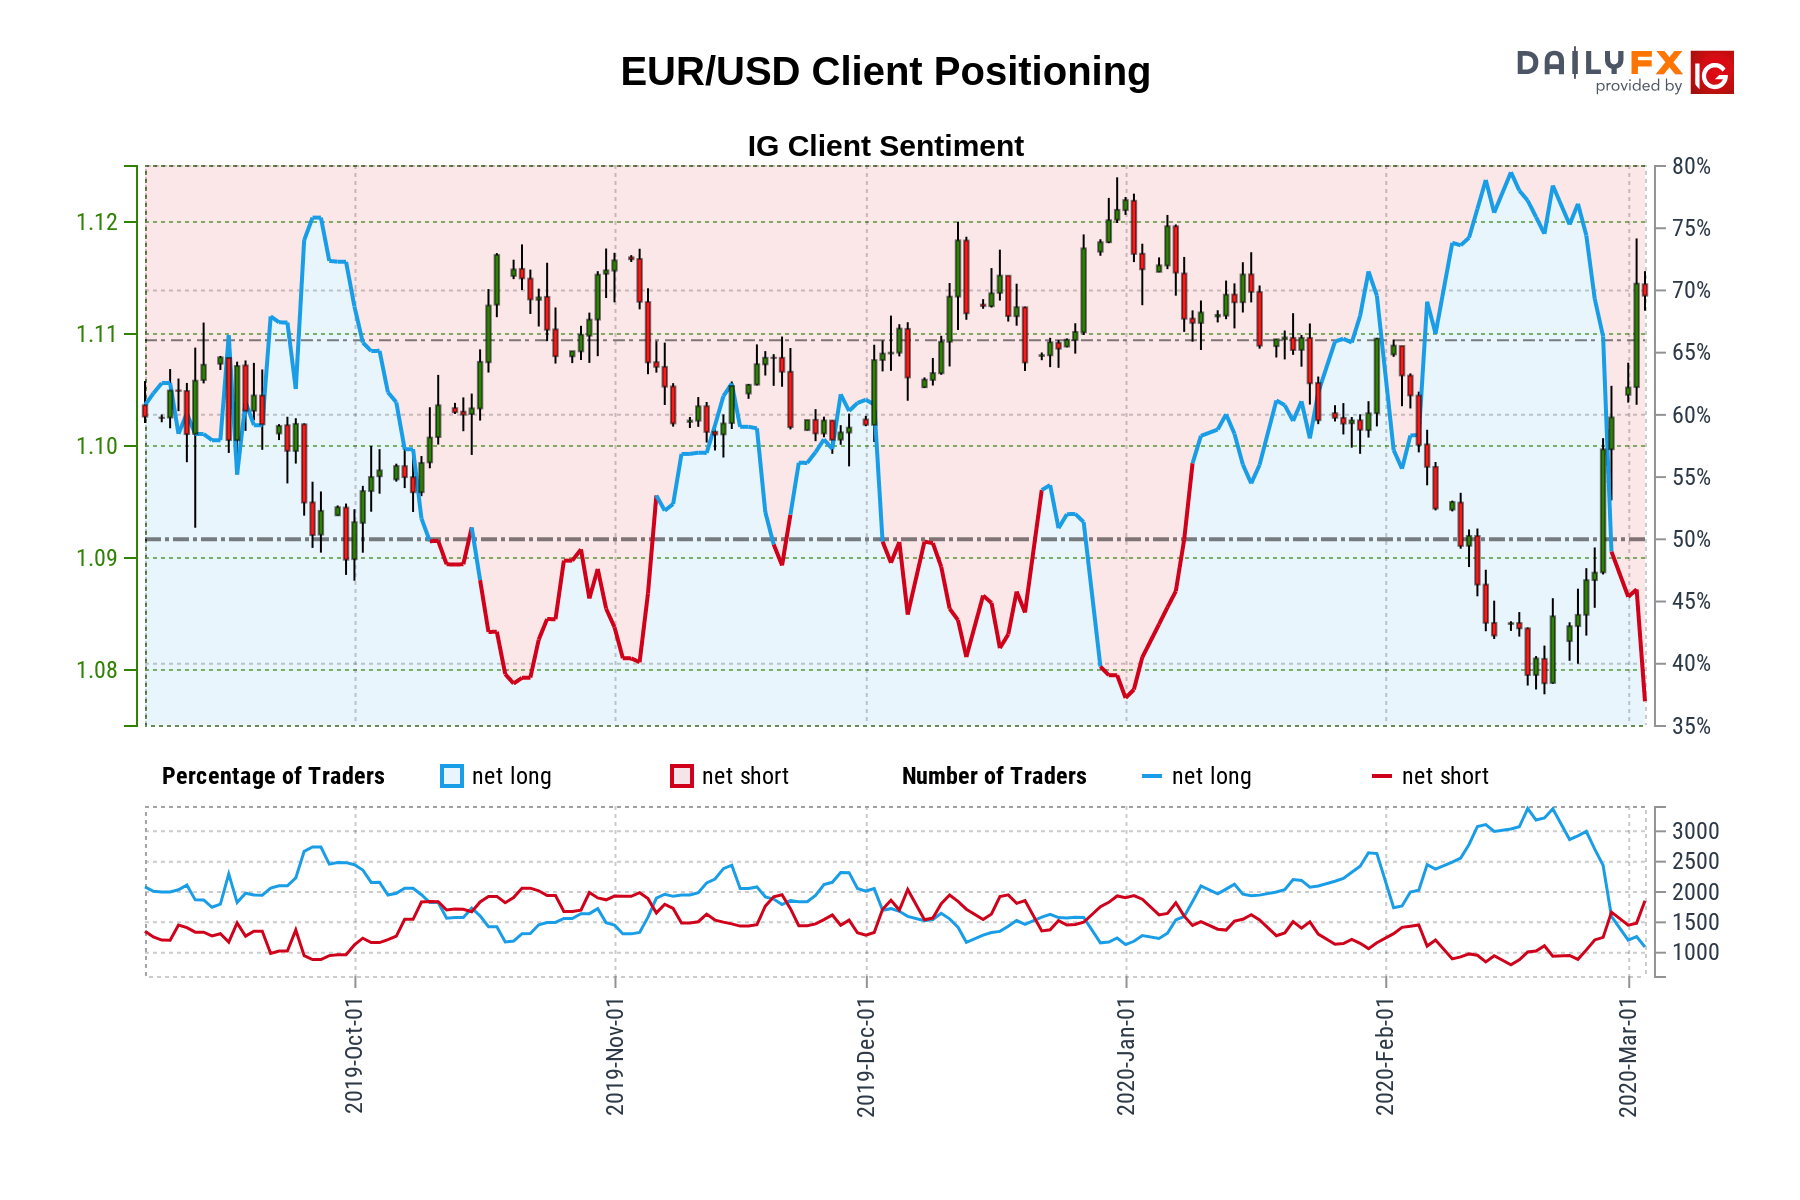 EUR/USD Client Positioning
DAILYFX
provided by
IG
IG Client Sentiment
1.12
1.11
1.10
1.09
1.08
80%
75%
70%
65%
60%
55%
50%
45%
40%
35%
Percentage of Traders
net long
net short
Number of Traders
net long
net short
3000
2500
2000
1500
1000
2019-Oct-01
2019-Nov-01
2019-Dec-01
2020-Jan-01
2020-Feb-01
2020-Mar-01